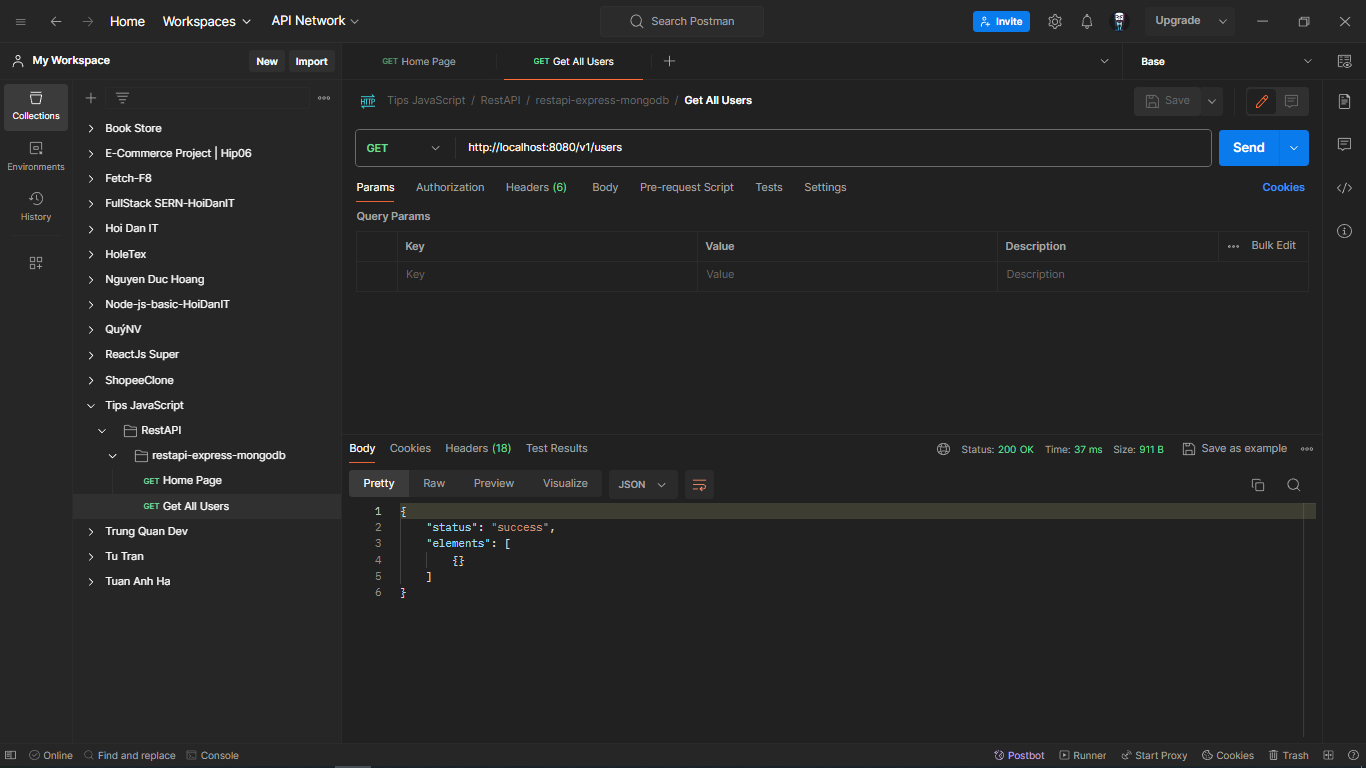 Home Workspaces API Network Search Postman Invite Upgrade
My Workspace New Import GET Home Page GET Get All Users Base
Collections
Environments
History
Book Store
E-Commerce Project | Hip06
Fetch-F8
FullStack SERN-HoiDanIT
Hoi Dan IT
HoleTex
Nguyen Duc Hoang
Node-js-basic-HoiDanIT
QuýNV
ReactJs Super
ShopeeClone
Tips JavaScript
RestAPI
restapi-express-mongodb
GET Home Page
GET Get All Users
Trung Quan Dev
Tu Tran
Tuan Anh Ha
HTTP Tips JavaScript / RestAPI / restapi-express-mongodb / Get All Users Save
GET http://localhost:8080/v1/users Send
Params Authorization Headers (6) Body Pre-request Script Tests Settings Cookies
Query Params
Key Value Description Bulk Edit
Key Value Description
Body Cookies Headers (18) Test Results Status: 200 OK Time: 37 ms Size: 911 B Save as example
Pretty Raw Preview Visualize JSON
1 {
2 "status": "success",
3 "elements": [
4 {}
5 ]
6 }
Online Find and replace Console Postbot Runner Start Proxy Cookies Trash